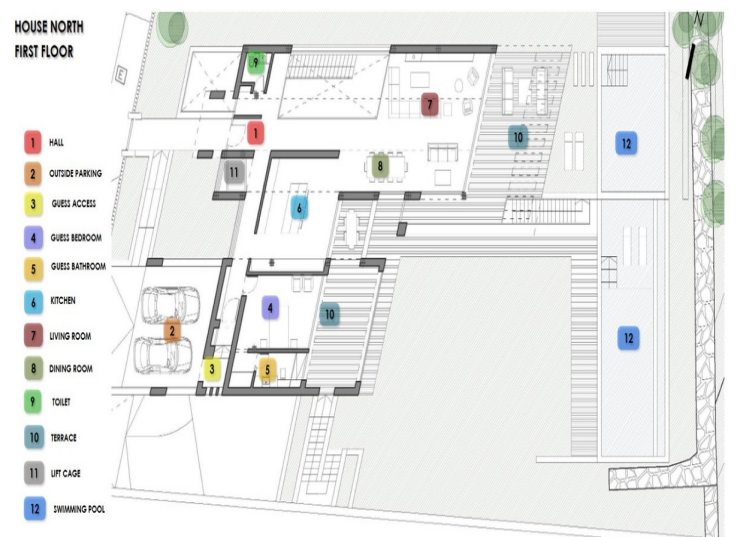 HOUSE NORTH
FIRST FLOOR
N
E
1 HALL
2 OUTSIDE PARKING
3 GUESS ACCESS
4 GUESS BEDROOM
5 GUESS BATHROOM
6 KITCHEN
7 LIVING ROOM
8 DINING ROOM
9 TOILET
10 TERRACE
11 LIFT CAGE
12 SWIMMING POOL
9
7
1
10
12
8
11
6
4
10
2
12
3
5